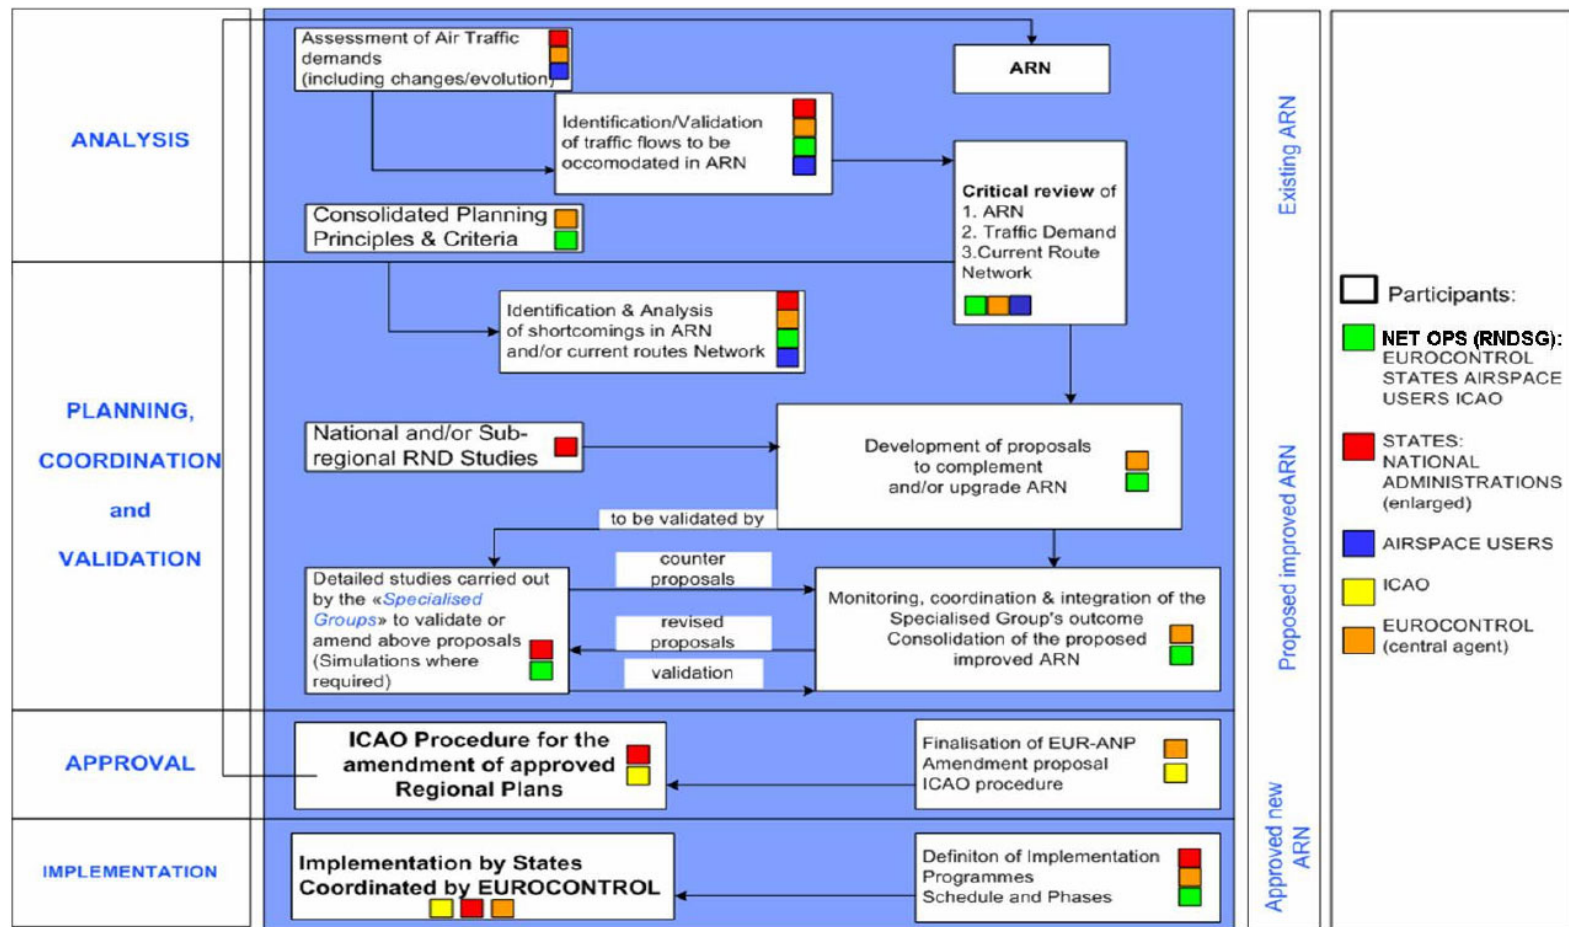 ANALYSIS
Assessment of Air Traffic
demands
(including changes/evolution)
ARN
Identification/Validation
of traffic flows to be
accomodated in ARN
Critical review of
1. ARN
2. Traffic Demand
3.Current Route
Network
Consolidated Planning
Principles & Criteria
PLANNING,
COORDINATION
and
VALIDATION
Identification & Analysis
of shortcomings in ARN
and/or current routes Network
National and/or Sub-
regional RND Studies
Development of proposals
to complement
and/or upgrade ARN
to be validated by
Detailed studies carried out
by the «Specialised
Groups» to validate or
amend above proposals
(Simulations where
required)
counter
proposals
revised
proposals
validation
Monitoring, coordination & integration of the
Specialised Group's outcome
Consolidation of the proposed
improved ARN
APPROVAL
ICAO Procedure for the
amendment of approved
Regional Plans
Finalisation of EUR-ANP
Amendment proposal
ICAO procedure
IMPLEMENTATION
Implementation by States
Coordinated by EUROCONTROL
Definiton of Implementation
Programmes
Schedule and Phases
Existing ARN
Proposed improved ARN
Approved new
ARN
Participants:
NET OPS (RNDSG):
EUROCONTROL
STATES AIRSPACE
USERS ICAO
STATES:
NATIONAL
ADMINISTRATIONS
(enlarged)
AIRSPACE USERS
ICAO
EUROCONTROL
(central agent)